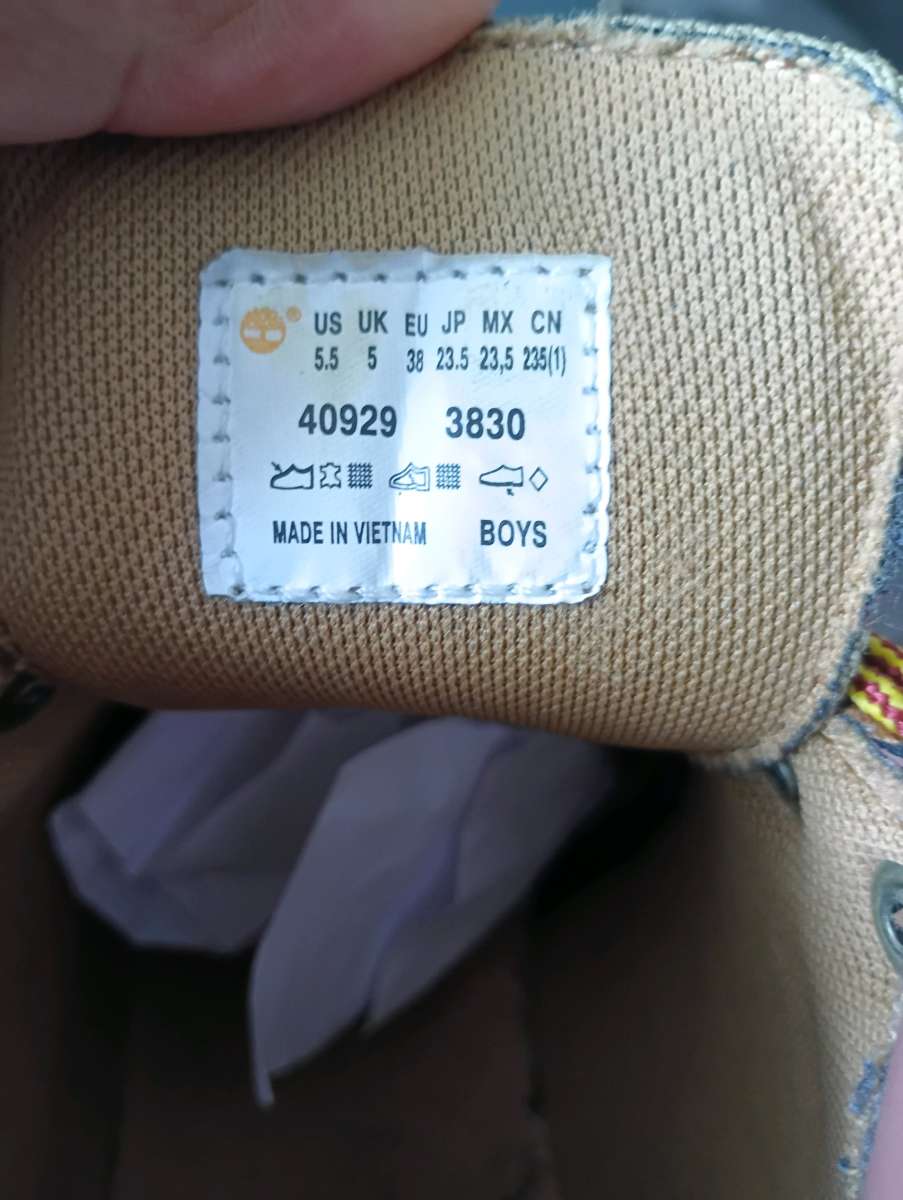 ® US UK EU JP MX CN
5.5 5 38 23.5 23,5 235(1)
40929 3830
MADE IN VIETNAM BOYS